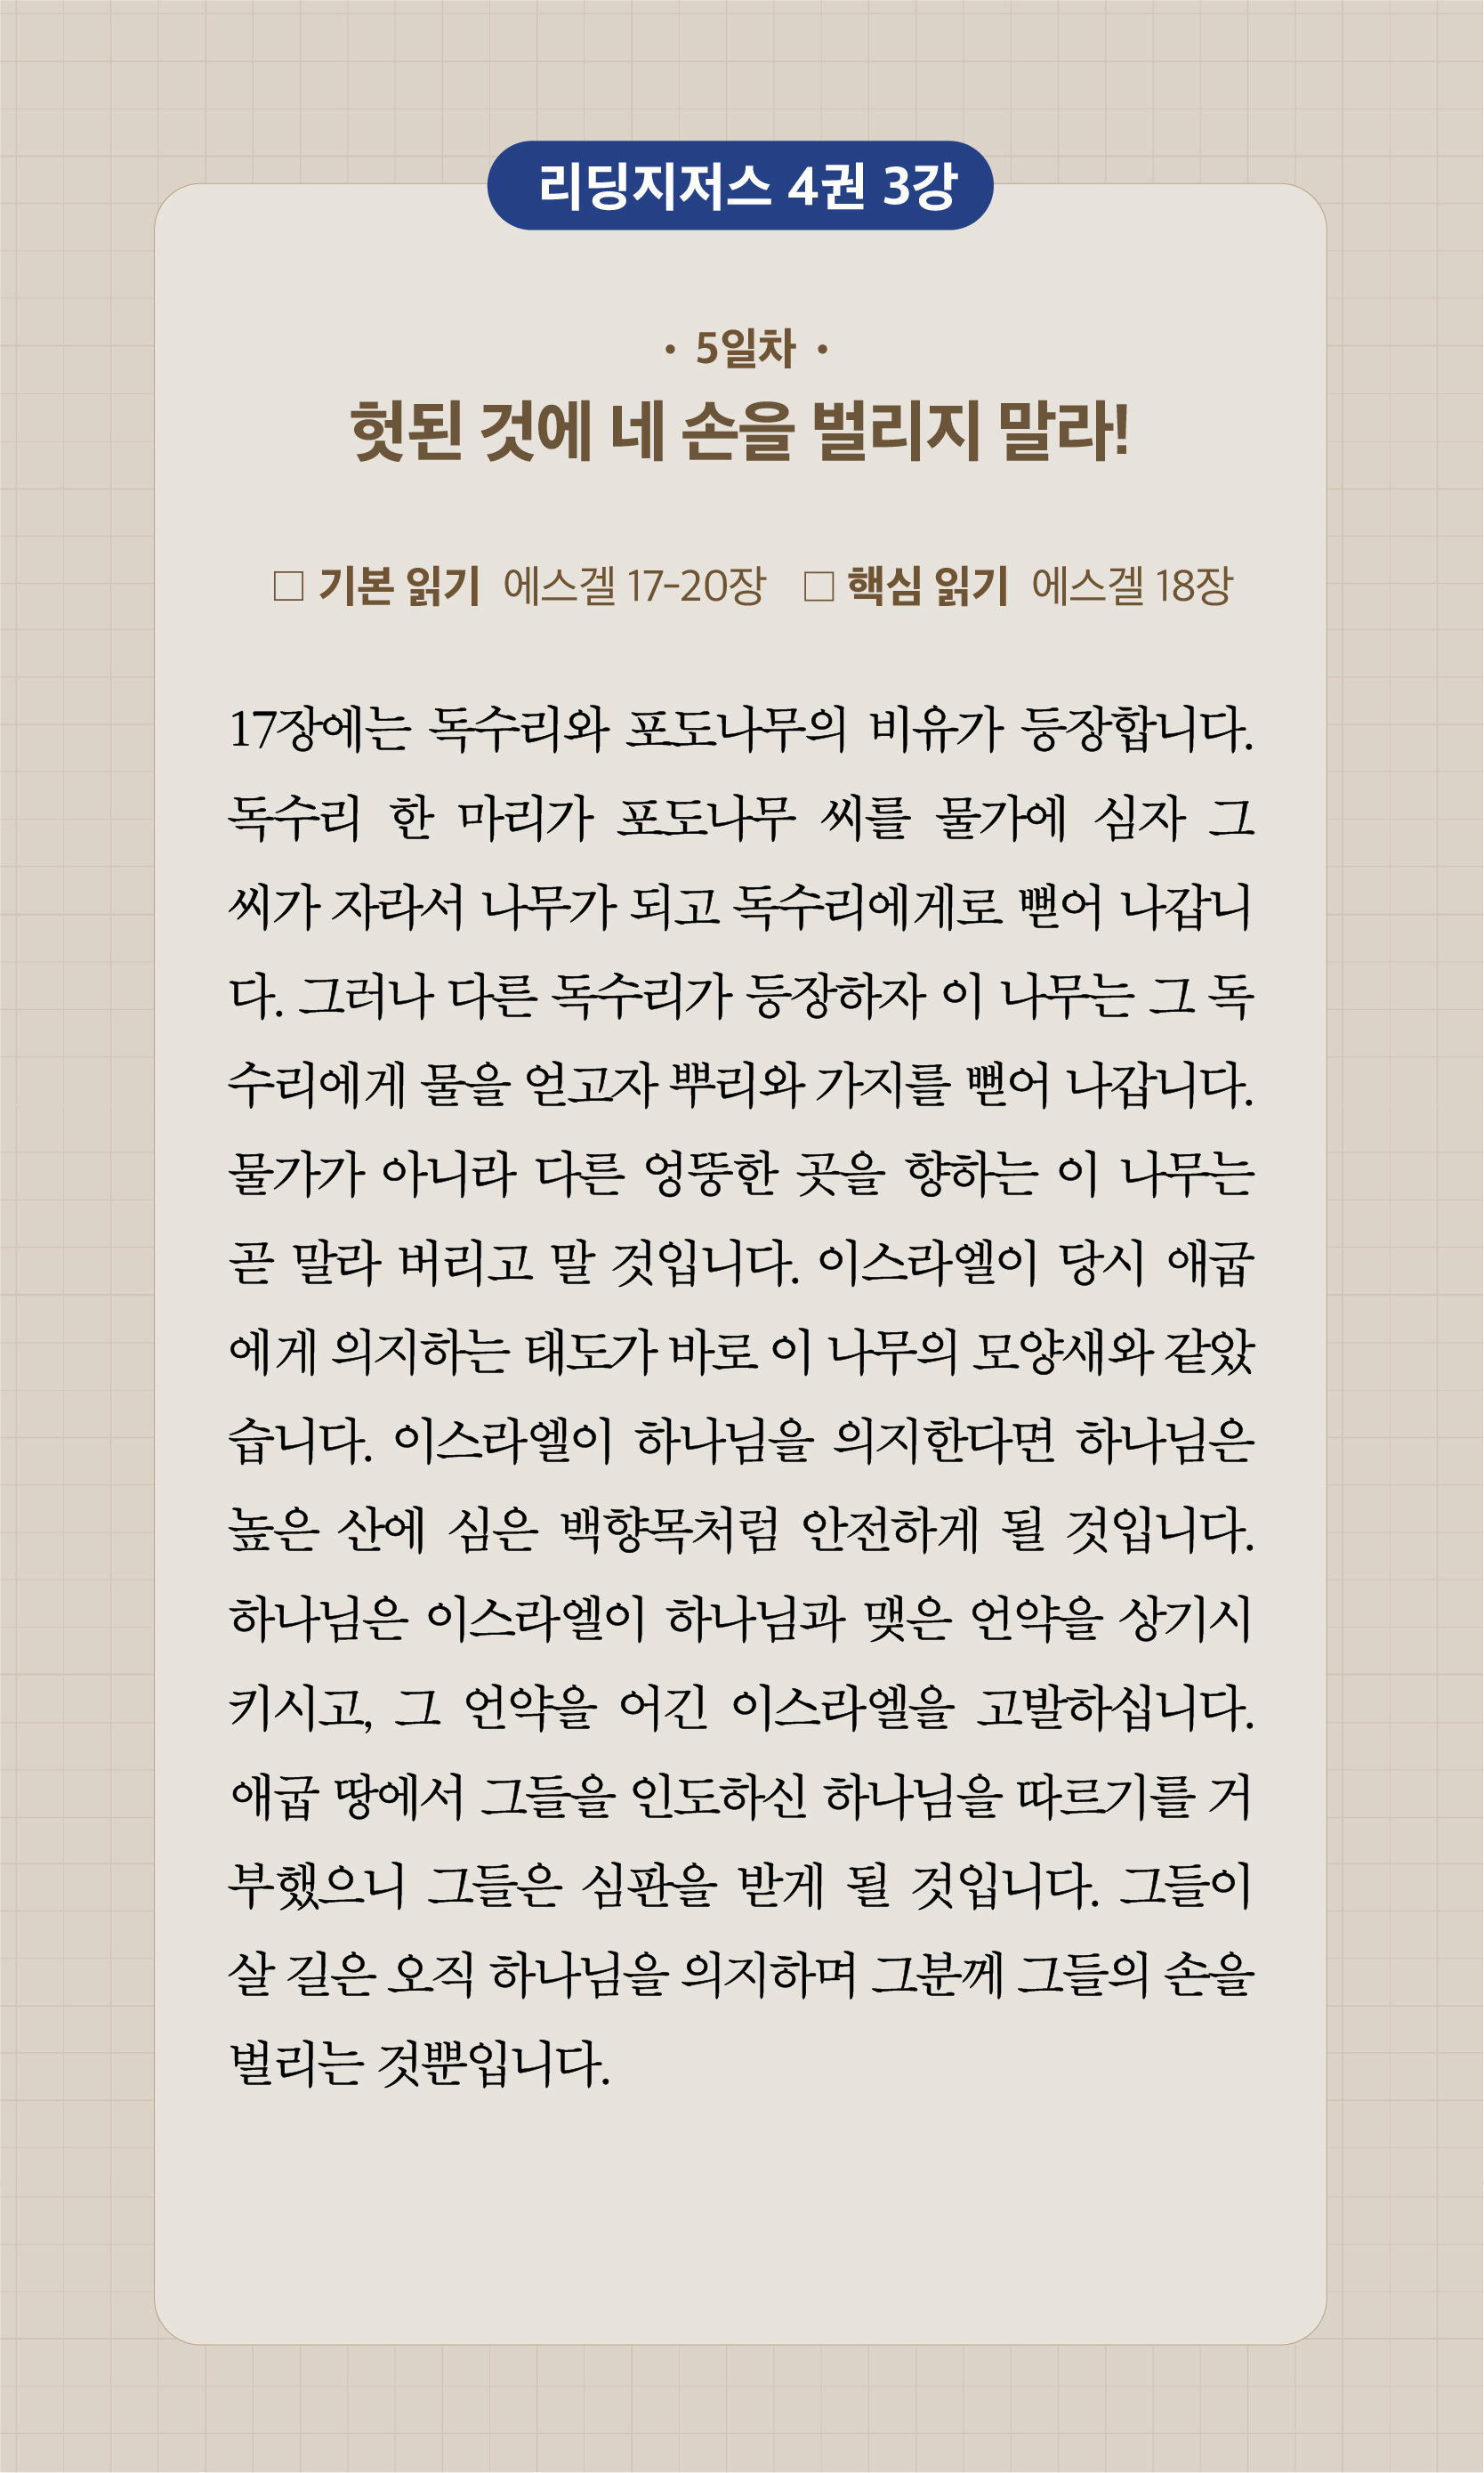 리딩지저스 4권 3강
· 5일차 ·
헛된 것에 네 손을 벌리지 말라!
□ 기본 읽기 에스겔 17-20장 □ 핵심 읽기 에스겔 18장
17장에는 독수리와 포도나무의 비유가 등장합니다.
독수리 한 마리가 포도나무 씨를 물가에 심자 그
씨가 자라서 나무가 되고 독수리에게로 뻗어 나갑니
다. 그러나 다른 독수리가 등장하자 이 나무는 그 독
수리에게 물을 얻고자 뿌리와 가지를 뻗어 나갑니다.
물가가 아니라 다른 엉뚱한 곳을 향하는 이 나무는
곧 말라 버리고 말 것입니다. 이스라엘이 당시 애굽
에게 의지하는 태도가 바로 이 나무의 모양새와 같았
습니다. 이스라엘이 하나님을 의지한다면 하나님은
높은 산에 심은 백향목처럼 안전하게 될 것입니다.
하나님은 이스라엘이 하나님과 맺은 언약을 상기시
키시고, 그 언약을 어긴 이스라엘을 고발하십니다.
애굽 땅에서 그들을 인도하신 하나님을 따르기를 거
부했으니 그들은 심판을 받게 될 것입니다. 그들이
살 길은 오직 하나님을 의지하며 그분께 그들의 손을
벌리는 것뿐입니다.